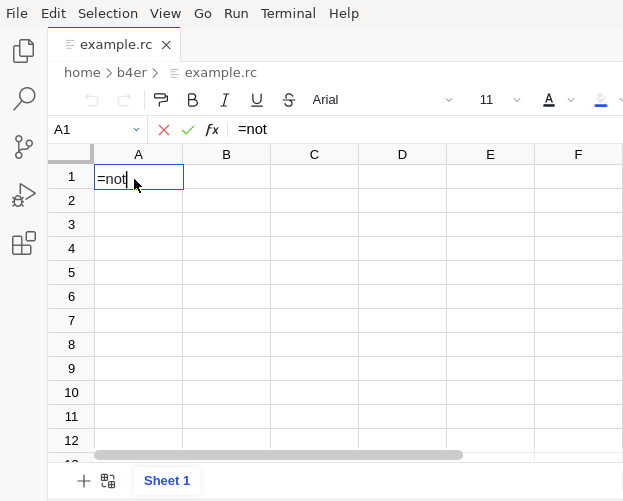 File Edit Selection View Go Run Terminal Help
example.rc
home b4er example.rc
B I U S Arial 11 A
A1 fx =not
A B C D E F
1 =not
2
3
4
5
6
7
8
9
10
11
12
Sheet 1